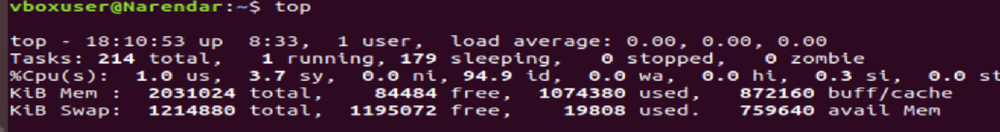 vboxuser@Narendar:~$ top
top - 18:10:53 up  8:33,  1 user,  load average: 0.00, 0.00, 0.00
Tasks: 214 total,   1 running, 179 sleeping,   0 stopped,   0 zombie
%Cpu(s):  1.0 us,  3.7 sy,  0.0 ni, 94.9 id,  0.0 wa,  0.0 hi,  0.3 si,  0.0 st
KiB Mem :  2031024 total,    84484 free,  1074380 used,   872160 buff/cache
KiB Swap:  1214880 total,  1195072 free,    19808 used.   759640 avail Mem